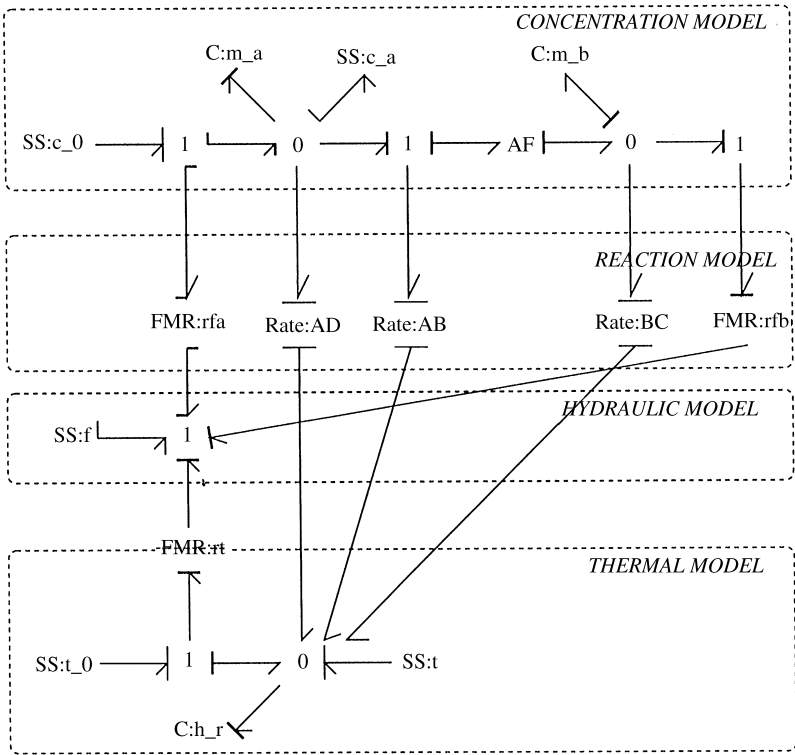 CONCENTRATION MODEL
C:m_a
SS:c_a
C:m_b
SS:c_0
1
0
1
AF
0
1
REACTION MODEL
FMR:rfa
Rate:AD
Rate:AB
Rate:BC
FMR:rfb
HYDRAULIC MODEL
SS:f
1
FMR:rt
THERMAL MODEL
SS:t_0
1
0
SS:t
C:h_r